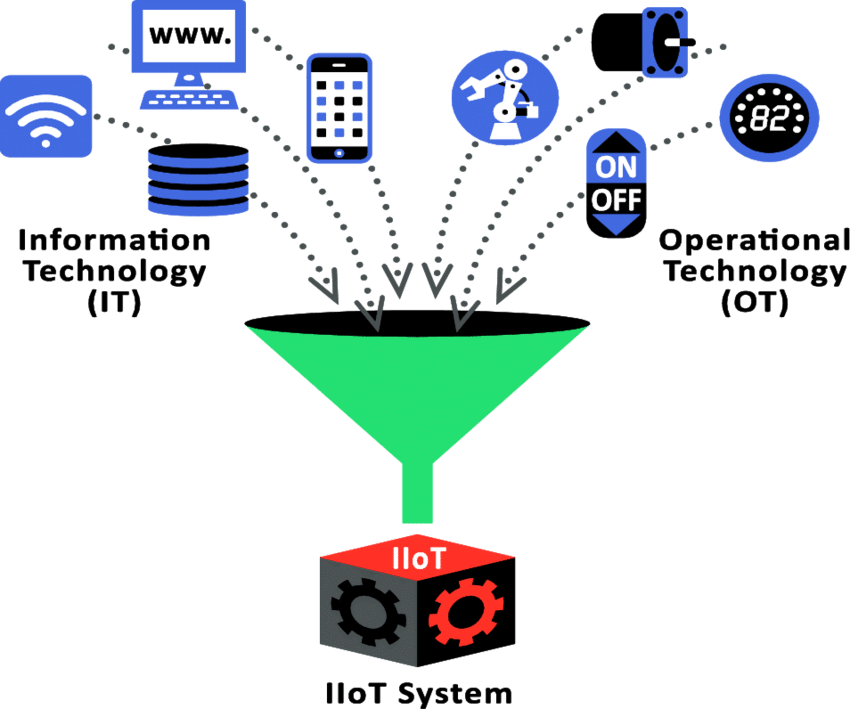 www.
82
ON
OFF
Information
Technology
(IT)
Operational
Technology
(OT)
IIoT
IIoT System